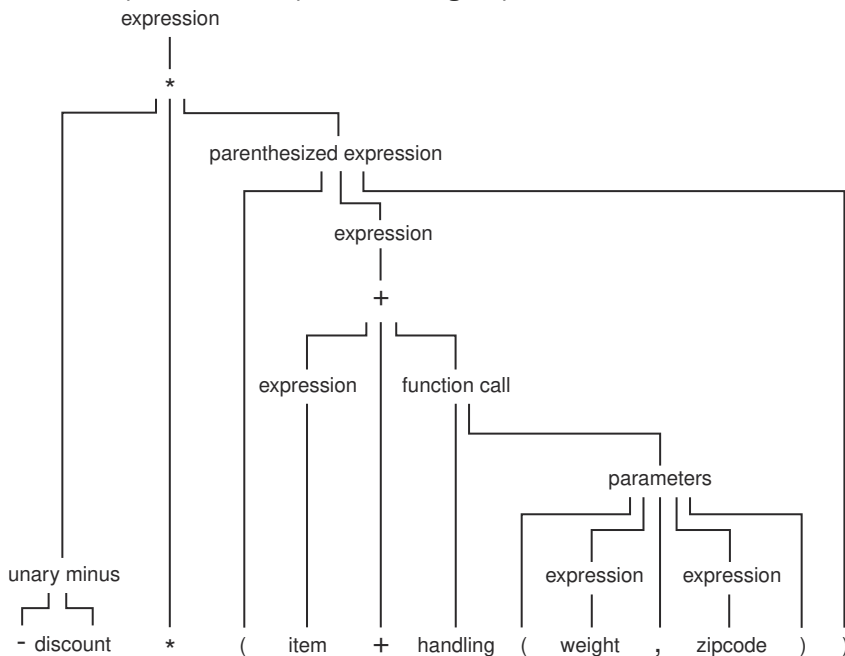 expression
*
parenthesized expression
expression
+
expression function call
parameters
unary minus expression expression
- discount * ( item + handling ( weight , zipcode ) )